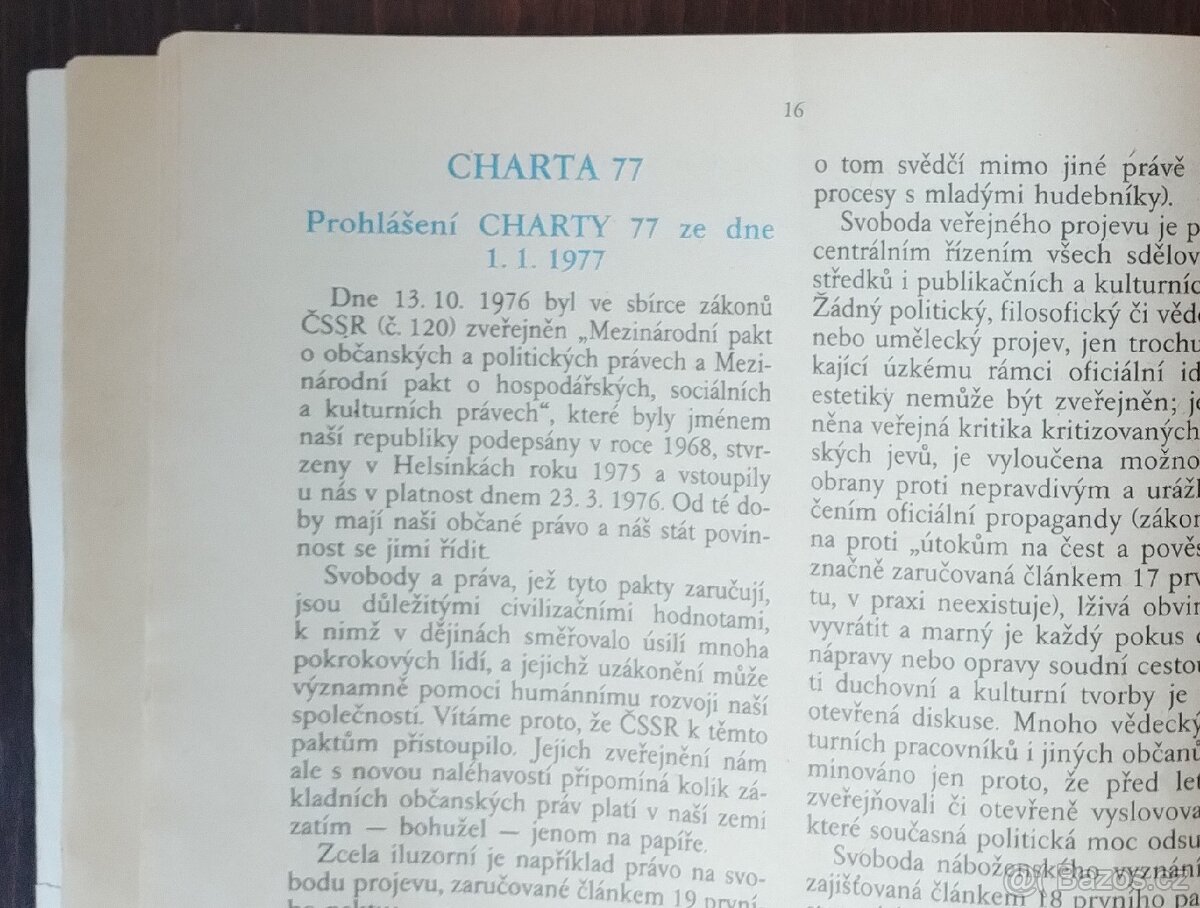 16
CHARTA 77
Prohlášení CHARTY 77 ze dne
1. 1. 1977
Dne 13. 10. 1976 byl ve sbírce zákonů
ČSSR (č. 120) zveřejněn „Mezinárodní pakt
o občanských a politických právech a Mezi-
národní pakt o hospodářských, sociálních
a kulturních právech“, které byly jménem
naší republiky podepsány v roce 1968, stvr-
zeny v Helsinkách roku 1975 a vstoupily
u nás v platnost dnem 23. 3. 1976. Od té do-
by mají naši občané právo a náš stát povin-
nost se jimi řídit.
Svobody a práva, jež tyto pakty zaručují,
jsou důležitými civilizačními hodnotami,
k nimž v dějinách směřovalo úsilí mnoha
pokrokových lidí, a jejichž uzákonění může
významně pomoci humánnímu rozvoji naší
společnosti. Vítáme proto, že ČSSR k těmto
paktům přistoupilo. Jejich zveřejnění nám
ale s novou naléhavostí připomíná kolik zá-
kladních občanských práv platí v naší zemi
zatím — bohužel — jenom na papíře.
Zcela iluzorní je například právo na svo-
bodu projevu, zaručované článkem 19 první
o tom svědčí mimo jiné právě
procesy s mladými hudebníky).
Svoboda veřejného projevu je p
centrálním řízením všech sdělov
středků i publikačních a kulturníc
Žádný politický, filosofický či věde
nebo umělecký projev, jen trochu
kající úzkému rámci oficiální id
estetiky nemůže být zveřejněn; je
něna veřejná kritika kritizovaných
ských jevů, je vyloučena možno
obrany proti nepravdivým a urážl
čením oficiální propagandy (zákon
na proti „útokům na čest a pověs
značně zaručovaná článkem 17 prv
tu, v praxi neexistuje), lživá obvin
vyvrátit a marný je každý pokus
nápravy nebo opravy soudní cestou
ti duchovní a kulturní tvorby je
otevřená diskuse. Mnoho vědecký
turních pracovníků i jiných občanů
minováno jen proto, že před let
zveřejňovali či otevřeně vyslovova
které současná politická moc odsu
Svoboda náboženského vyznání
zajišťovaná článkem 18 prvního pa
Bazos.cz